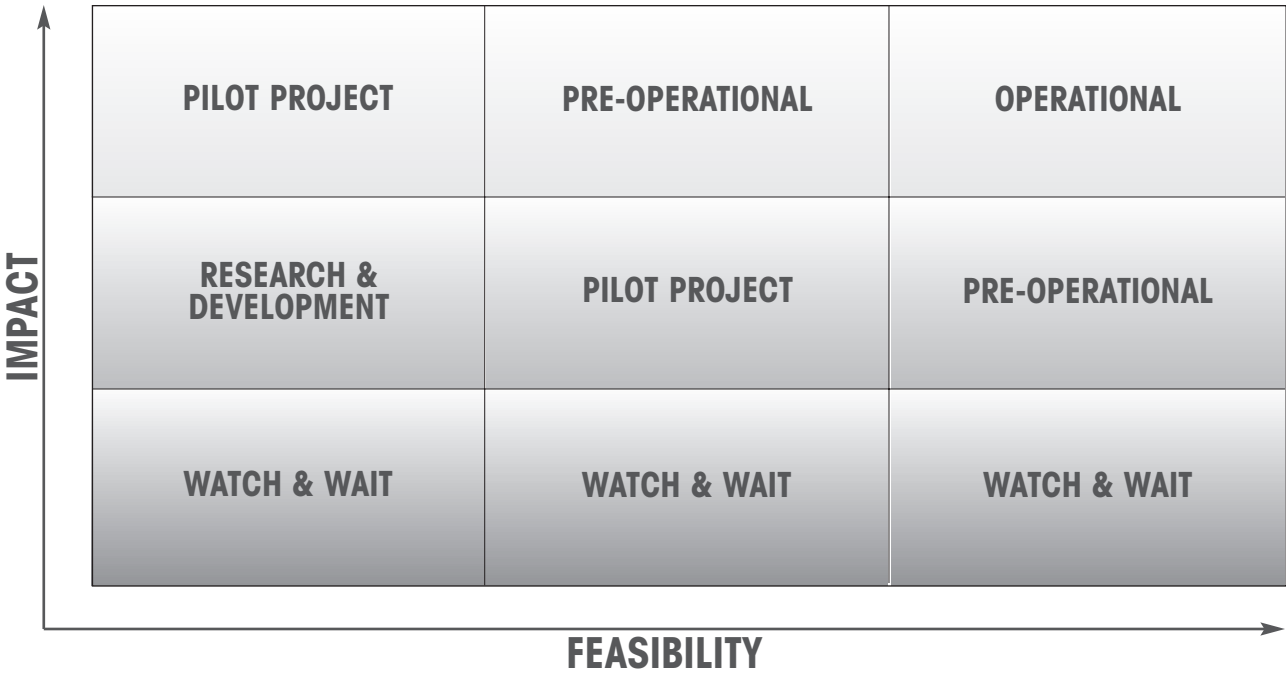 PILOT PROJECT
PRE-OPERATIONAL
OPERATIONAL
IMPACT
RESEARCH &
DEVELOPMENT
PILOT PROJECT
PRE-OPERATIONAL
WATCH & WAIT
WATCH & WAIT
WATCH & WAIT
FEASIBILITY